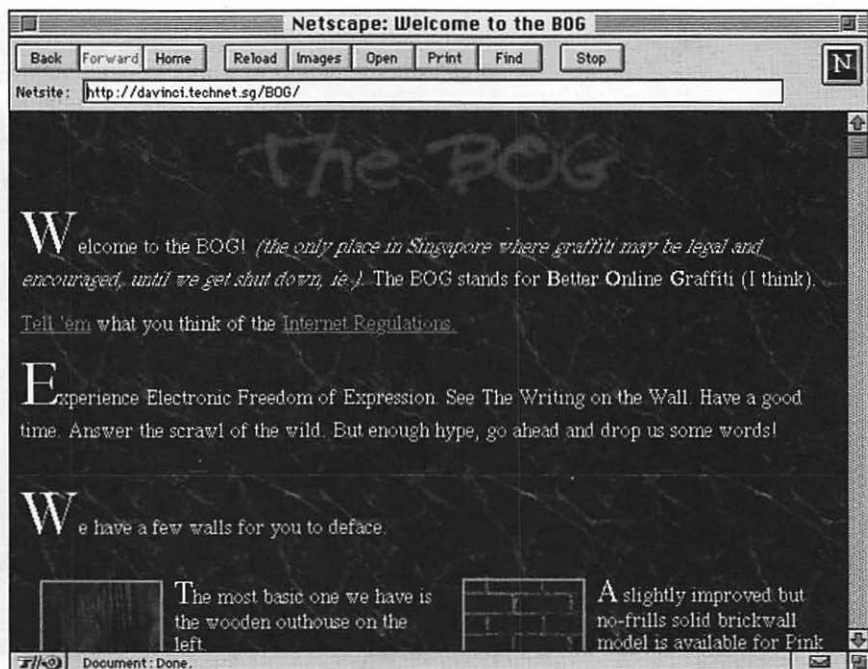 Netscape: Welcome to the BOG
Back Forward Home Reload Images Open Print Find Stop
N
Netsite: http://davinci.technet.sg/BOG/
The BOG
Welcome to the BOG! (the only place in Singapore where graffiti may be legal and
encouraged, until we get shut down, ie.). The BOG stands for Better Online Graffiti (I think).
Tell 'em what you think of the Internet Regulations.
Experience Electronic Freedom of Expression. See The Writing on the Wall. Have a good
time. Answer the scrawl of the wild. But enough hype, go ahead and drop us some words!
We have a few walls for you to deface.
The most basic one we have is
the wooden outhouse on the
left.
A slightly improved but
no-frills solid brickwall
model is available for Pink
Document: Done.